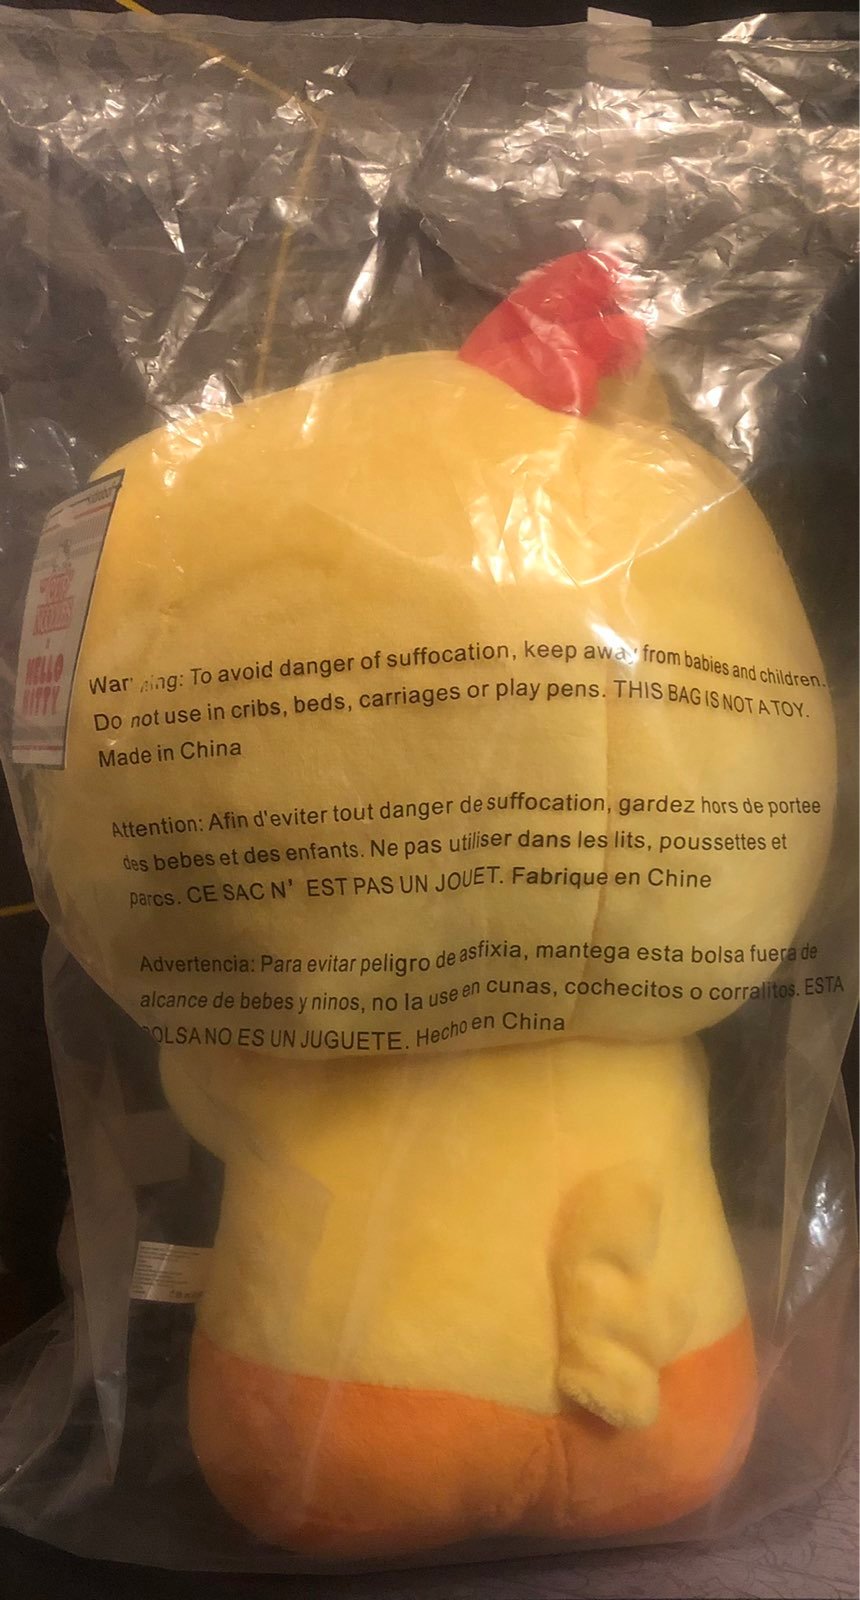 HELLO
KITTY
War ning: To avoid danger of suffocation, keep away from babies and children.
Do not use in cribs, beds, carriages or play pens. THIS BAG IS NOT A TOY.
Made in China
Attention: Afin d'eviter tout danger de suffocation, gardez hors de portee
des bebes et des enfants. Ne pas utiliser dans les lits, poussettes et
parcs. CE SAC N' EST PAS UN JOUET. Fabrique en Chine
Advertencia: Para evitar peligro de asfixia, mantega esta bolsa fuera de
alcance de bebes y ninos, no la use en cunas, cochecitos o corralitos. ESTA
BOLSA NO ES UN JUGUETE. Hecho en China